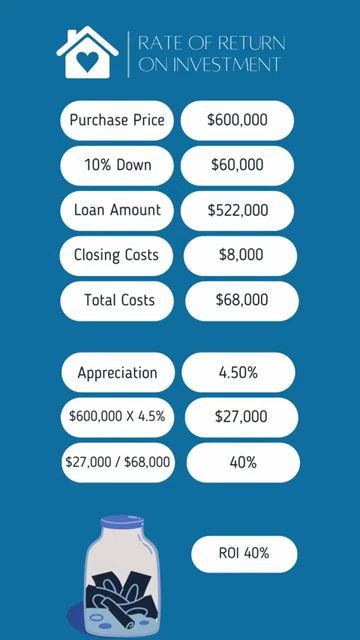 RATE OF RETURN
ON INVESTMENT
Purchase Price $600,000
10% Down $60,000
Loan Amount $522,000
Closing Costs $8,000
Total Costs $68,000
Appreciation 4.50%
$600,000 X 4.5% $27,000
$27,000 / $68,000 40%
ROI 40%